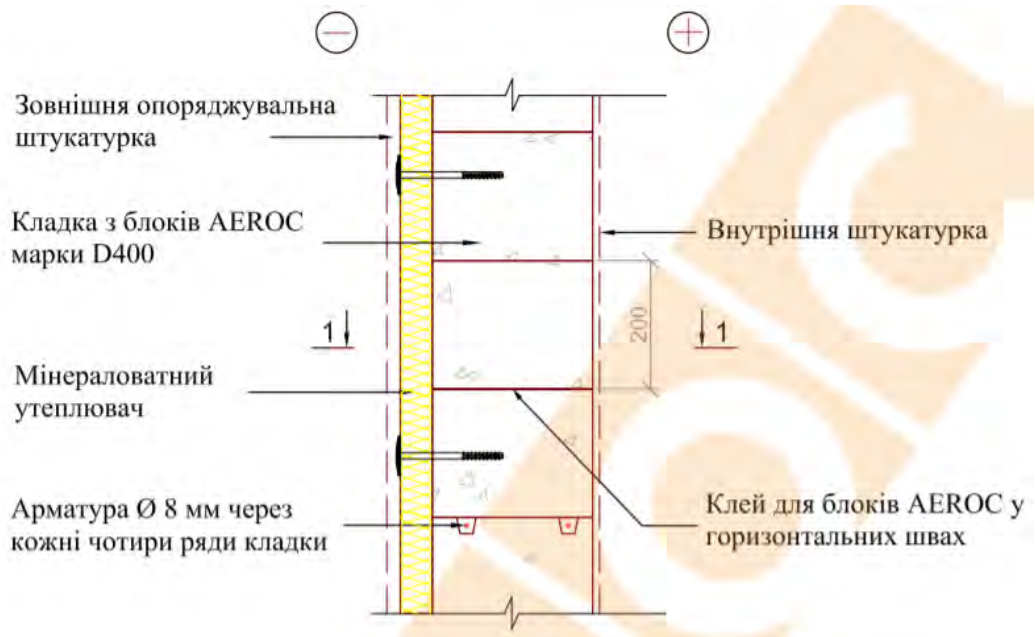 Зовнішня опоряджувальна
штукатурка
Кладка з блоків AEROC
марки D400
Внутрішня штукатурка
200
1
1
Мінераловатний
утеплювач
Арматура Ø 8 мм через
кожні чотири ряди кладки
Клей для блоків AEROC у
горизонтальних швах